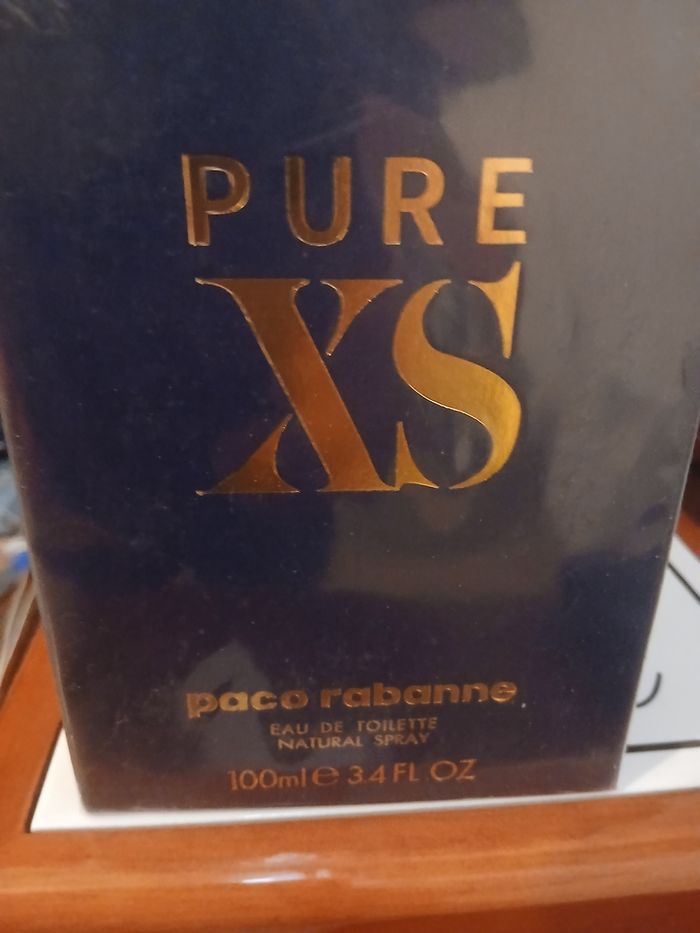 PURE
XS
paco rabanne
EAU DE TOILETTE
NATURAL SPRAY
100ml ℮ 3.4 FL OZ